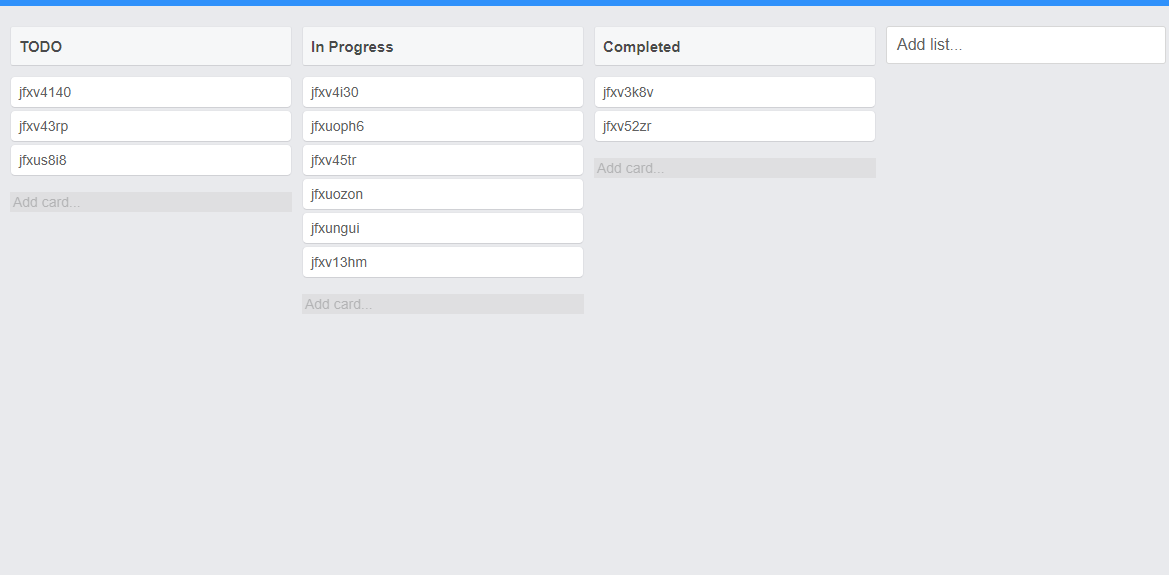 TODO
jfxv4140
jfxv43rp
jfxus8i8
Add card...
In Progress
jfxv4i30
jfxuoph6
jfxv45tr
jfxuozon
jfxungui
jfxv13hm
Add card...
Completed
jfxv3k8v
jfxv52zr
Add card...
Add list...